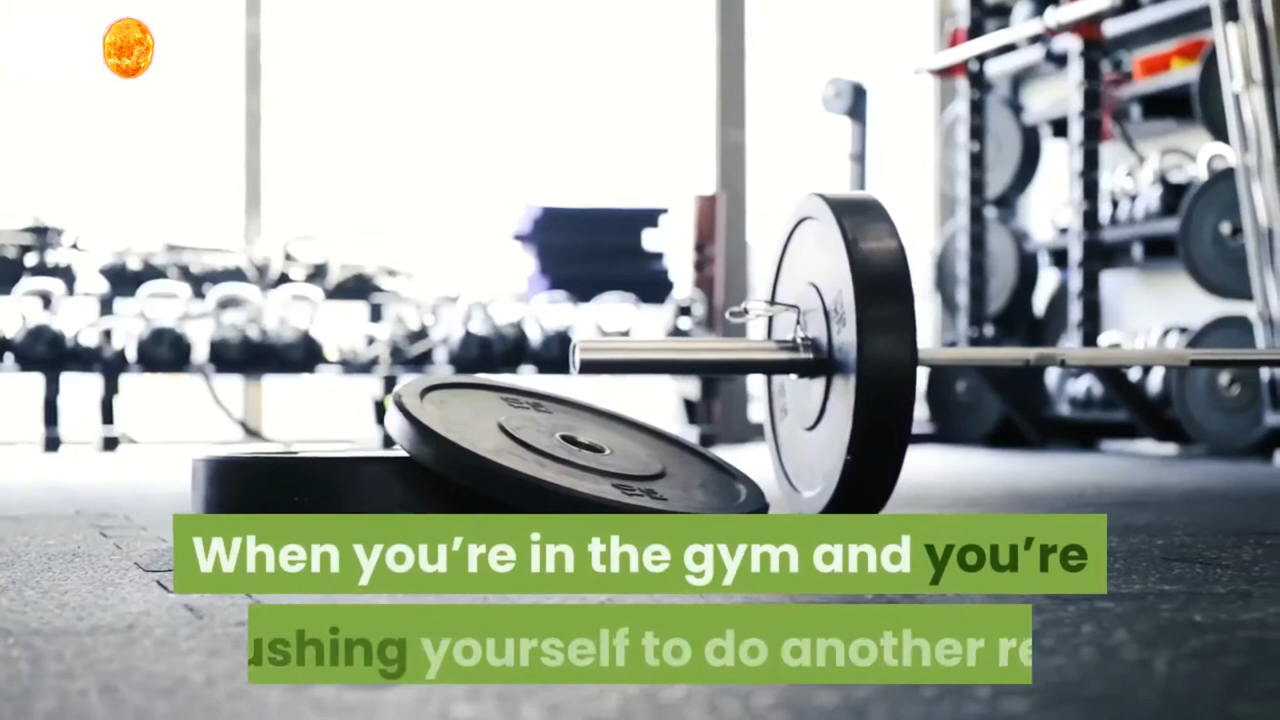 When you’re in the gym and you’re
ushing yourself to do another re